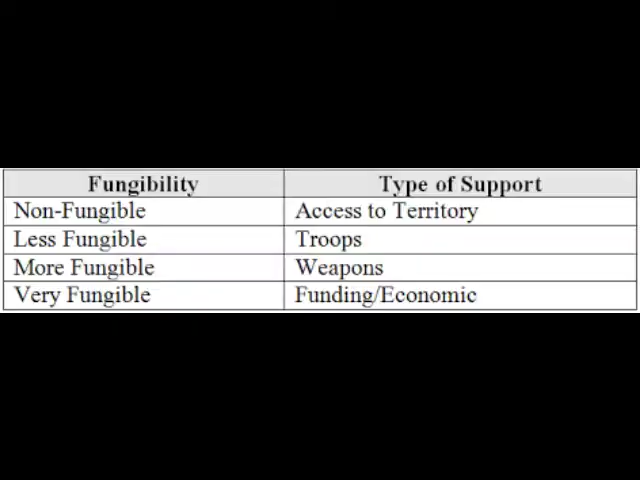 Fungibility Type of Support
Non-Fungible Access to Territory
Less Fungible Troops
More Fungible Weapons
Very Fungible Funding/Economic